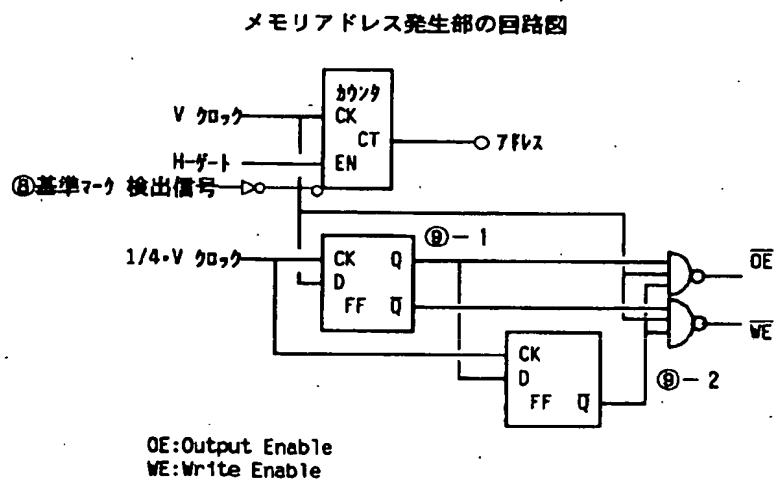 メモリアドレス発生部の回路図
カウンタ
V クロック
CK
CT
アドレス
H-ゲート
EN
⑧基準マーク 検出信号
⑨-1
1/4・V クロック
CK Q
D
FF Q̅
O̅E̅
W̅E̅
CK
D
FF Q̅
⑨-2
OE:Output Enable
WE:Write Enable